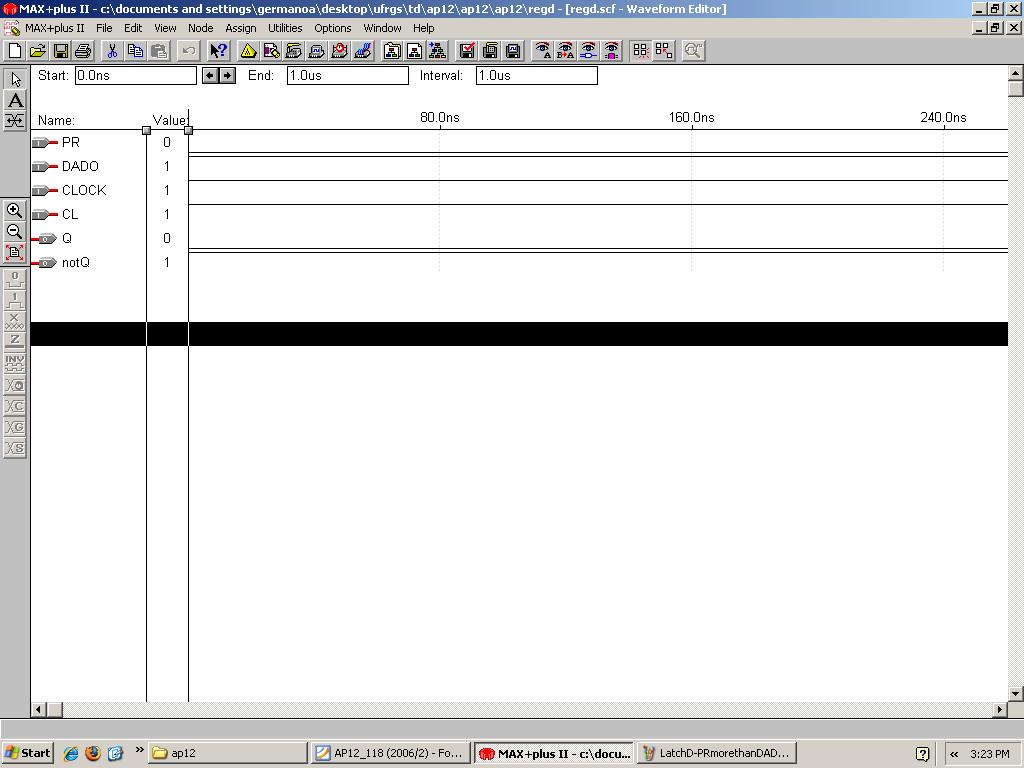 MAX+plus II - c:\documents and settings\germanoa\desktop\ufrgs\td\ap12\ap12\ap12\regd - [regd.scf - Waveform Editor]
MAX+plus II File Edit View Node Assign Utilities Options Window Help
Start: 0.0ns End: 1.0us Interval: 1.0us
Name: Value: 80.0ns 160.0ns 240.0ns
PR 0
DADO 1
CLOCK 1
CL 1
Q 0
notQ 1
A
0
1
X
Z
INV
XO
XC
XG
XS
Start » ap12 AP12_118 (2006/2) - Fo... MAX+plus II - c:\docu... LatchD-PRmorethanDAD... « 3:23 PM